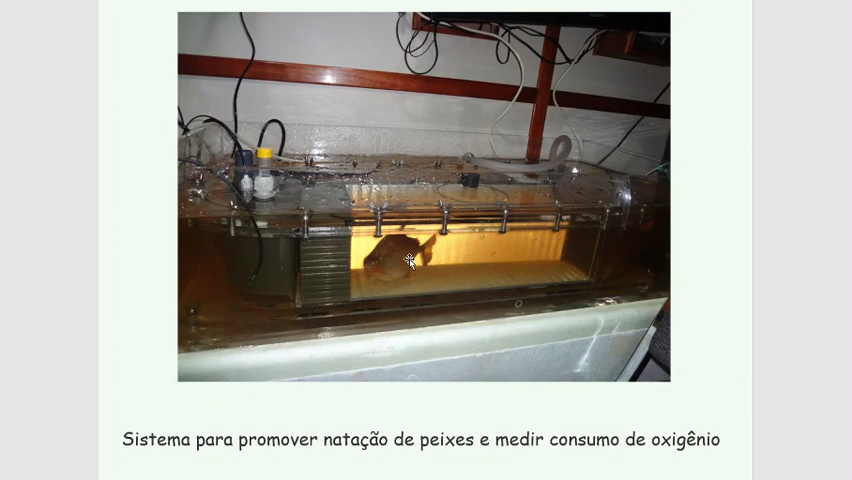 Sistema para promover natação de peixes e medir consumo de oxigênio